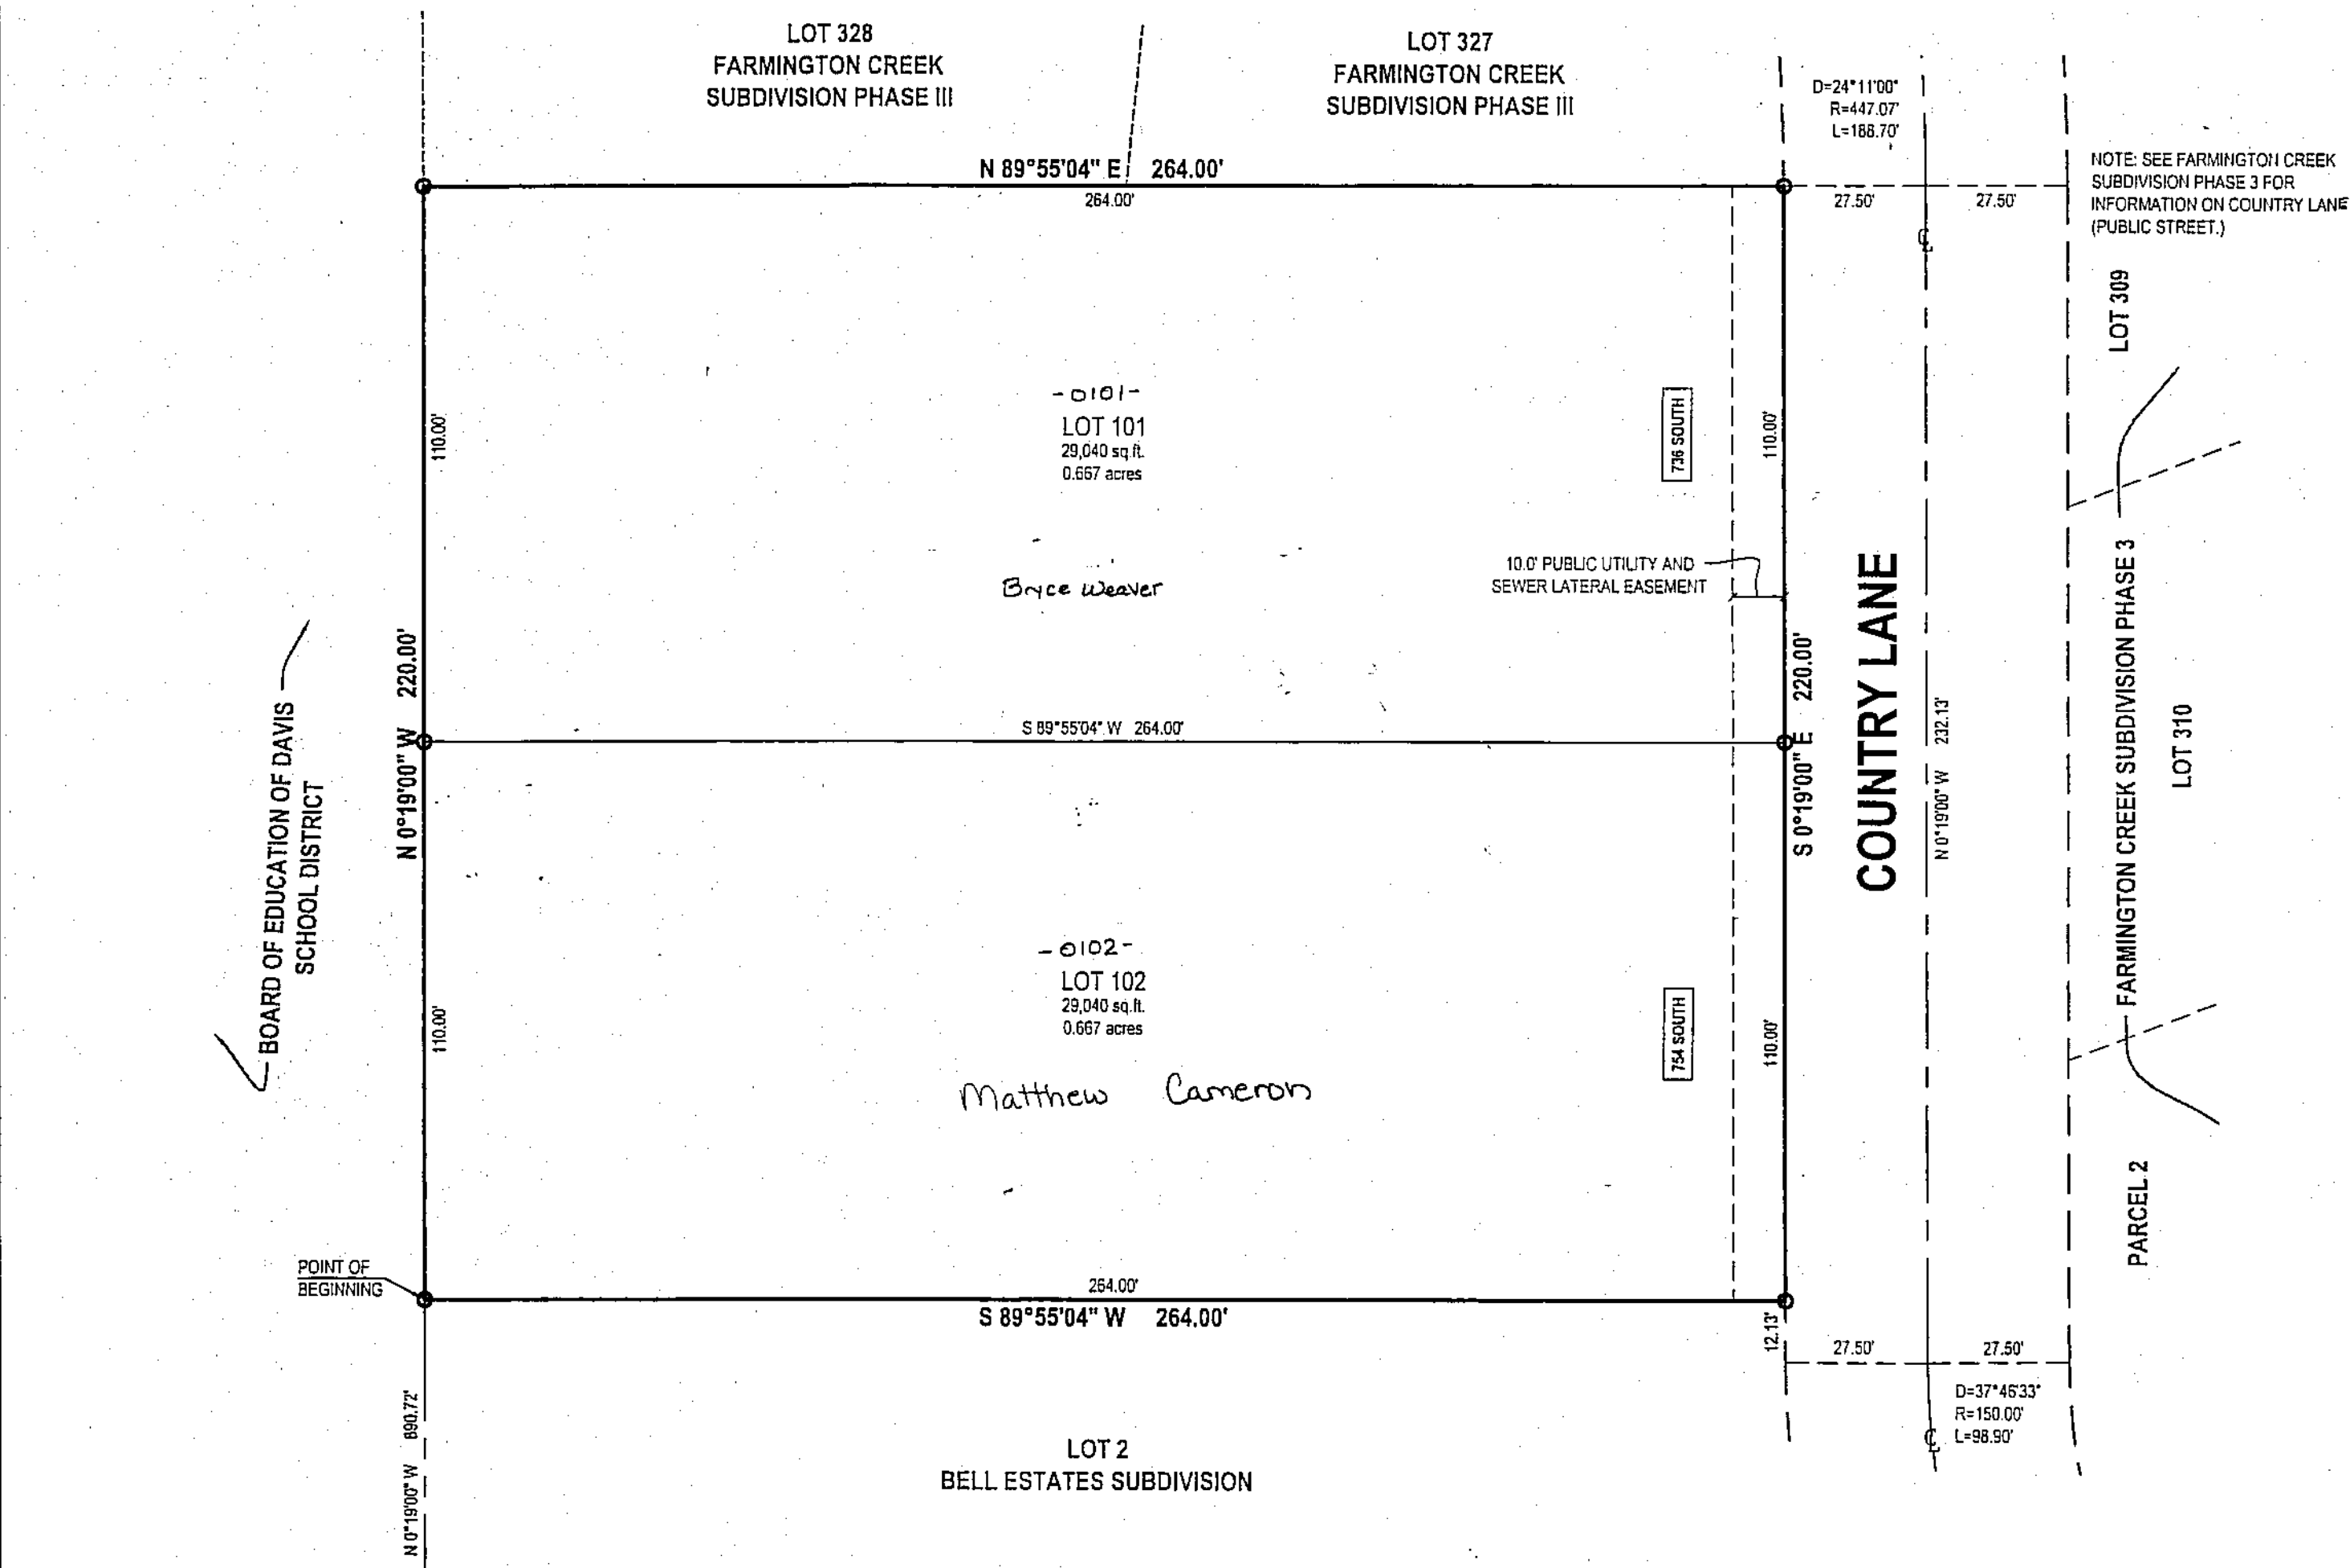 LOT 328
FARMINGTON CREEK
SUBDIVISION PHASE III
LOT 327
FARMINGTON CREEK
SUBDIVISION PHASE III
D=24°11'00"
R=447.07'
L=188.70'
NOTE: SEE FARMINGTON CREEK
SUBDIVISION PHASE 3 FOR
INFORMATION ON COUNTRY LANE
(PUBLIC STREET.)
N 89°55'04" E 264.00'
264.00'
27.50'
27.50'
LOT 309
-0101-
LOT 101
29,040 sq.ft.
0.667 acres
110.00'
736 SOUTH
110.00'
Bryce Weaver
10.0' PUBLIC UTILITY AND
SEWER LATERAL EASEMENT
N 0°19'00" W 220.00'
S 89°55'04" W 264.00'
S 0°19'00" E 220.00'
COUNTRY LANE
N 0°19'00" W 232.13'
FARMINGTON CREEK SUBDIVISION PHASE 3
LOT 310
BOARD OF EDUCATION OF DAVIS
SCHOOL DISTRICT
-0102-
LOT 102
29,040 sq.ft.
0.667 acres
110.00'
754 SOUTH
110.00'
Matthew Cameron
PARCEL 2
POINT OF
BEGINNING
264.00'
S 89°55'04" W 264.00'
12.13'
27.50'
27.50'
D=37°46'33"
R=150.00'
L=98.90'
N 0°19'00" W 890.72'
LOT 2
BELL ESTATES SUBDIVISION